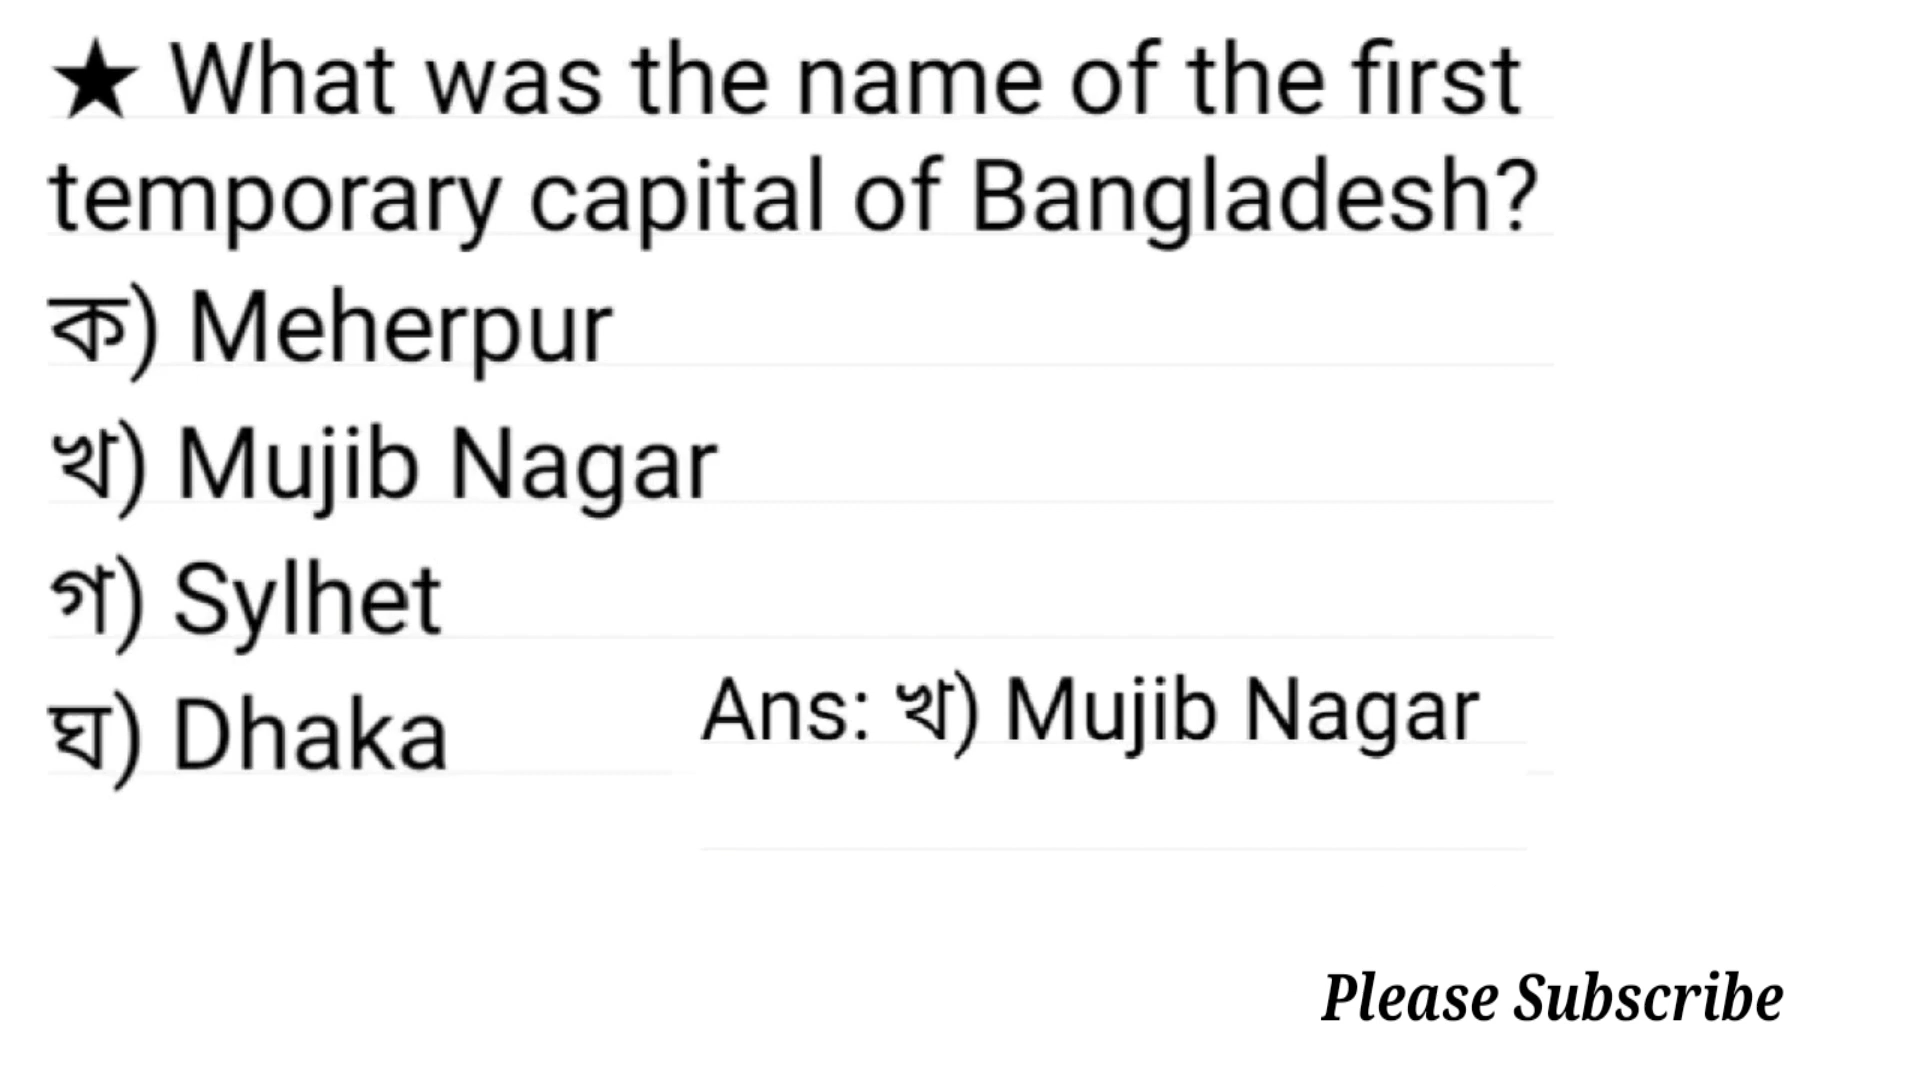 ★ What was the name of the first
temporary capital of Bangladesh?
ক) Meherpur
খ) Mujib Nagar
গ) Sylhet
ঘ) Dhaka
Ans: খ) Mujib Nagar
Please Subscribe